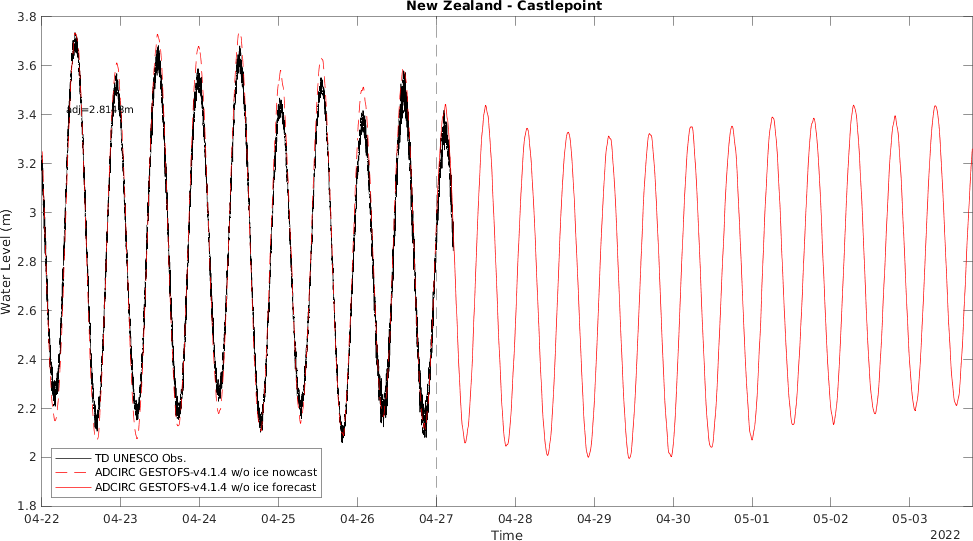 New Zealand - Castlepoint
3.8
3.6
3.4
3.2
3
2.8
2.6
2.4
2.2
2
1.8
Water Level (m)
TD UNESCO Obs.
ADCIRC GESTOFS-v4.1.4 w/o ice nowcast
ADCIRC GESTOFS-v4.1.4 w/o ice forecast
04-22 04-23 04-24 04-25 04-26 04-27 04-28 04-29 04-30 05-01 05-02 05-03
Time
2022